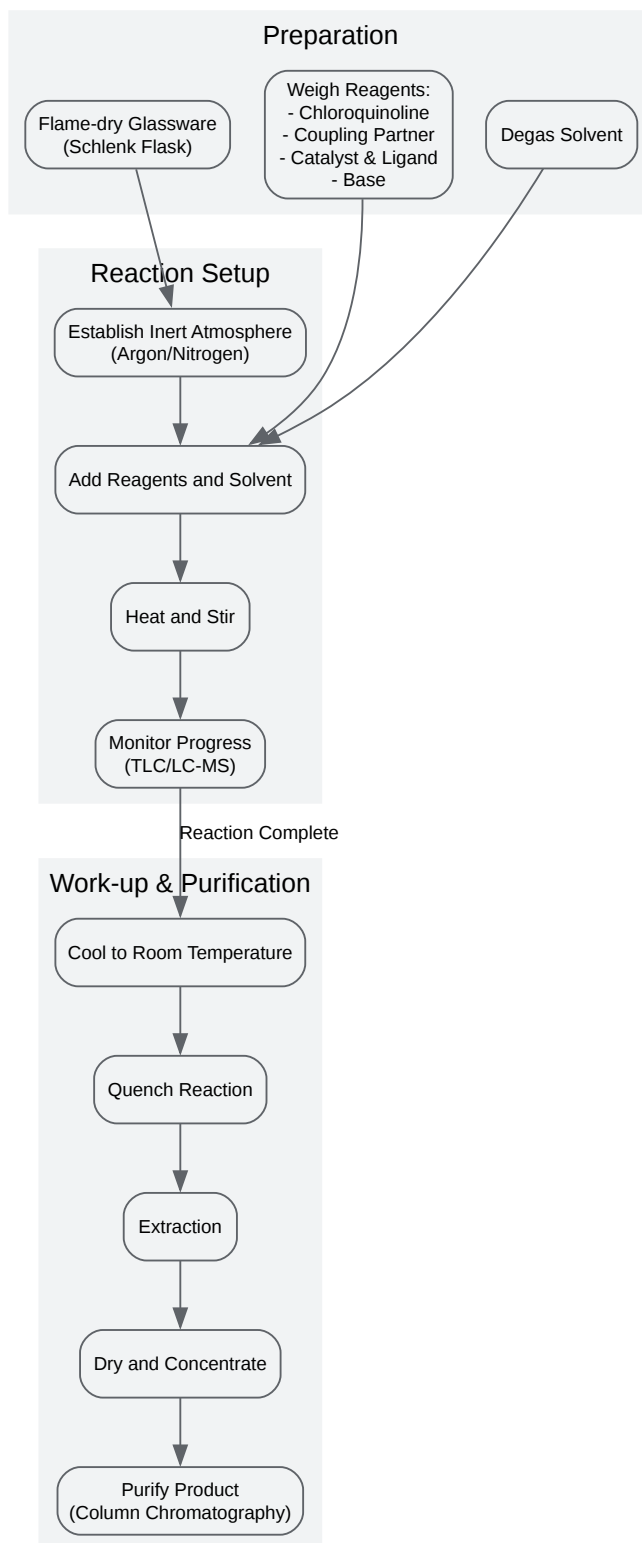 Preparation
Flame-dry Glassware
(Schlenk Flask)
Weigh Reagents:
- Chloroquinoline
- Coupling Partner
- Catalyst & Ligand
- Base
Degas Solvent
Reaction Setup
Establish Inert Atmosphere
(Argon/Nitrogen)
Add Reagents and Solvent
Heat and Stir
Monitor Progress
(TLC/LC-MS)
Reaction Complete
Work-up & Purification
Cool to Room Temperature
Quench Reaction
Extraction
Dry and Concentrate
Purify Product
(Column Chromatography)